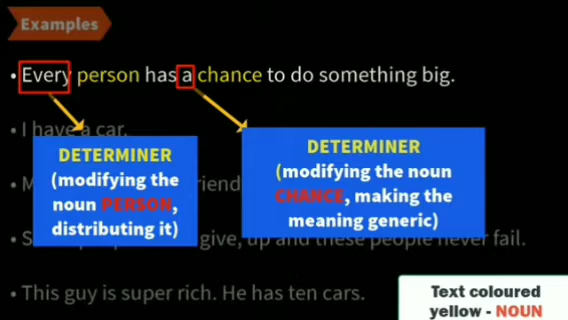 Examples
• Every person has a chance to do something big.
• I have a car.
DETERMINER
(modifying the
noun PERSON,
distributing it)
DETERMINER
(modifying the noun
CHANCE, making the
meaning generic)
• M
riend
• S
give, up and these people never fail.
• This guy is super rich. He has ten cars.
Text coloured
yellow - NOUN